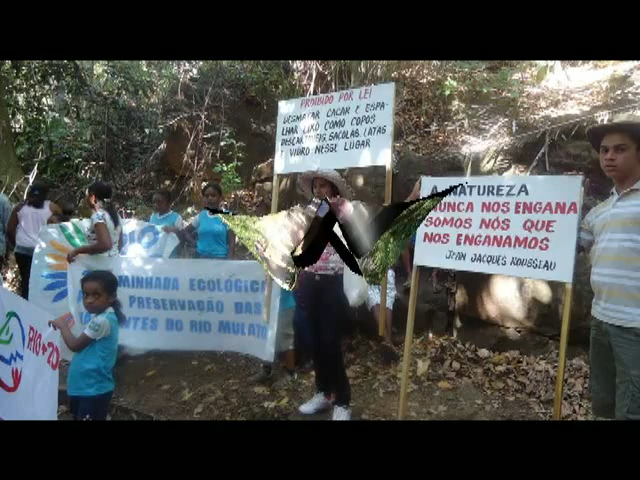 PROIBIDO POR LEI
DESMATAR CAÇAR E ESPA-
LHAR LIXO COMO COPOS
DESCARTÁVEIS, SACOLAS, LATAS
E VIDRO NESSE LUGAR
A NATUREZA
NUNCA NOS ENGANA
SOMOS NÓS QUE
NOS ENGANAMOS
JEAN JACQUES ROUSSEAU
MINHADA ECOLÓGICA
PRESERVAÇÃO DAS
NTES DO RIO MULATO
RIO+20